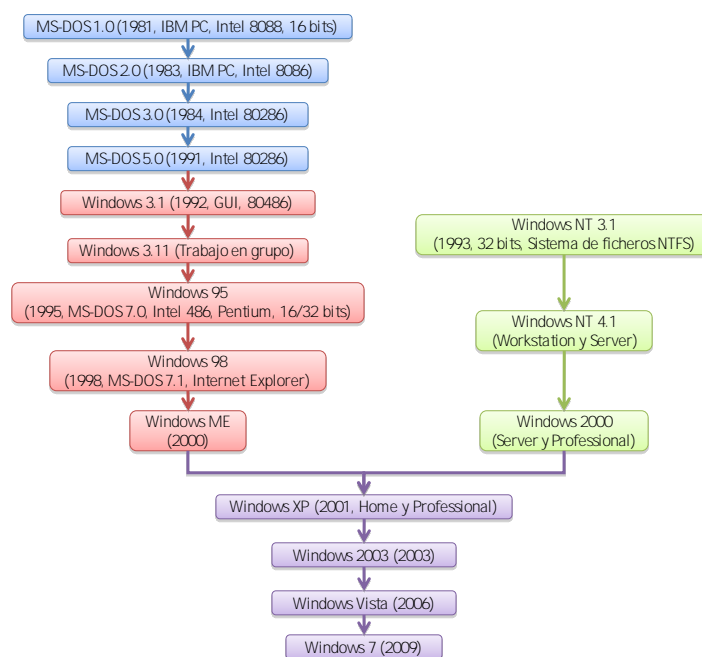 MS-DOS 1.0 (1981, IBM PC, Intel 8088, 16 bits)
MS-DOS 2.0 (1983, IBM PC, Intel 8086)
MS-DOS 3.0 (1984, Intel 80286)
MS-DOS 5.0 (1991, Intel 80286)
Windows 3.1 (1992, GUI, 80486)
Windows 3.11 (Trabajo en grupo)
Windows 95
(1995, MS-DOS 7.0, Intel 486, Pentium, 16/32 bits)
Windows 98
(1998, MS-DOS 7.1, Internet Explorer)
Windows ME
(2000)
Windows NT 3.1
(1993, 32 bits, Sistema de ficheros NTFS)
Windows NT 4.1
(Workstation y Server)
Windows 2000
(Server y Professional)
Windows XP (2001, Home y Professional)
Windows 2003 (2003)
Windows Vista (2006)
Windows 7 (2009)